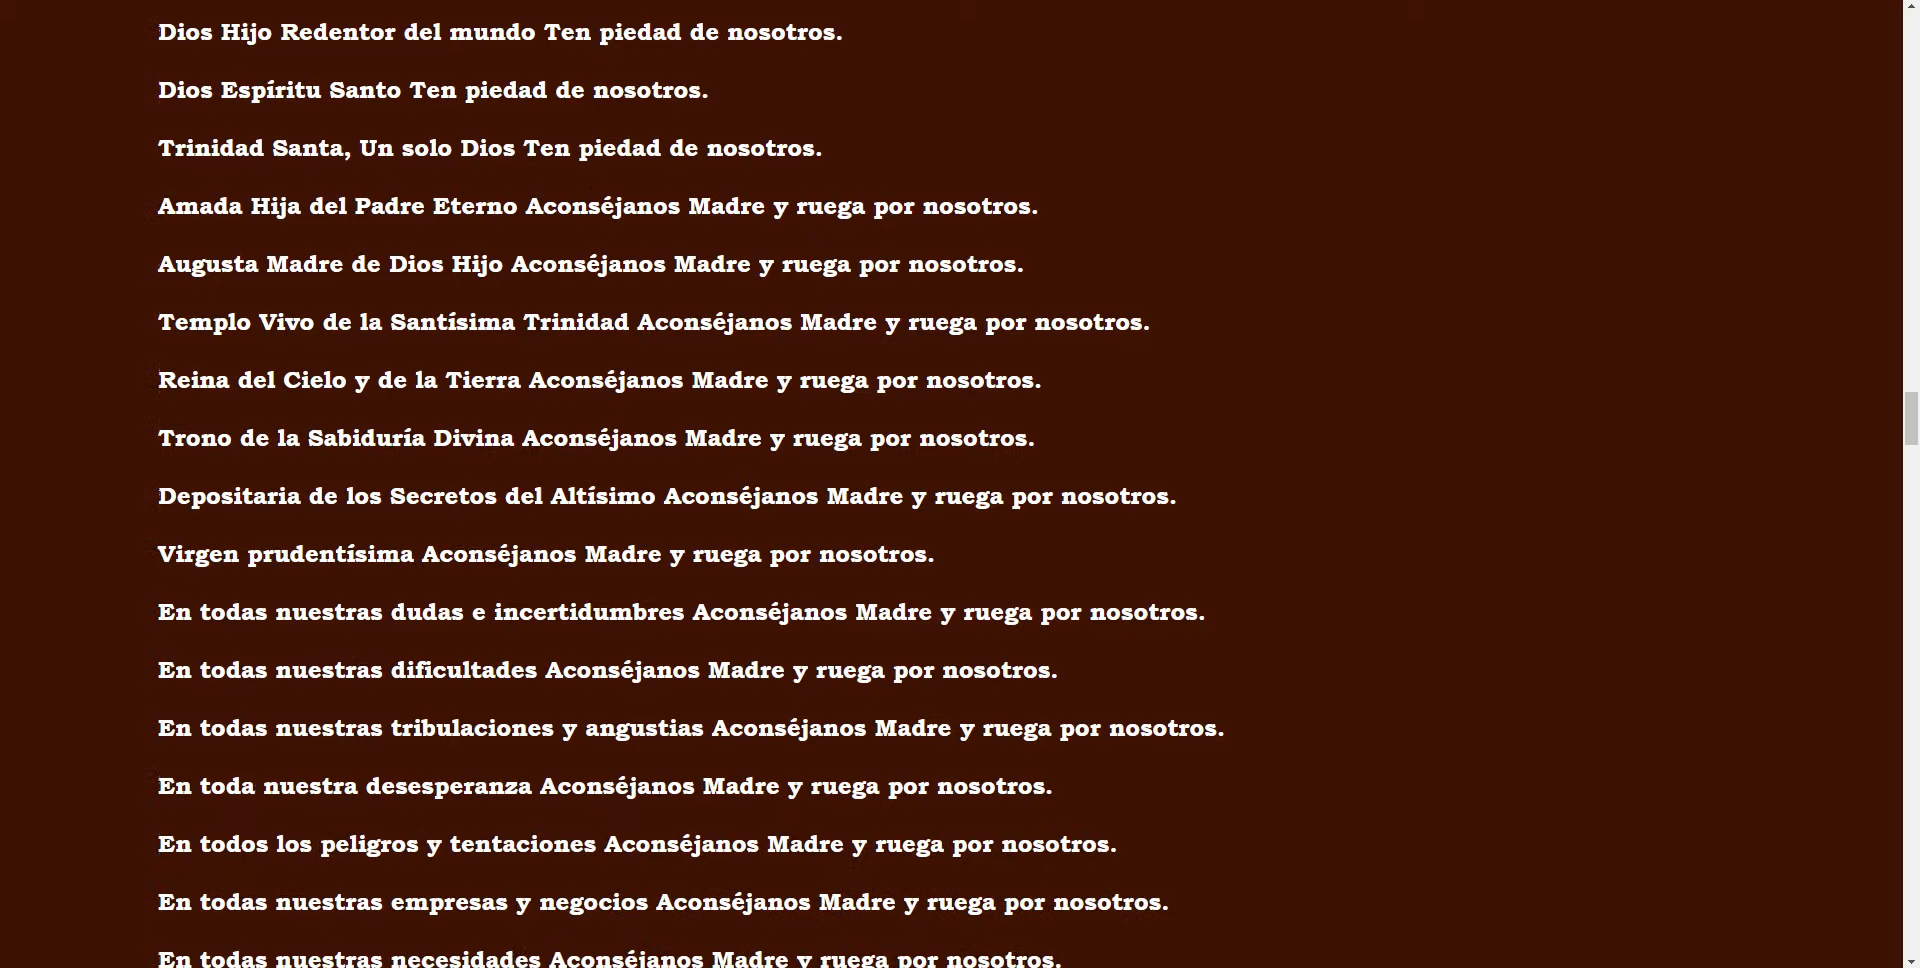 Dios Hijo Redentor del mundo Ten piedad de nosotros.
Dios Espíritu Santo Ten piedad de nosotros.
Trinidad Santa, Un solo Dios Ten piedad de nosotros.
Amada Hija del Padre Eterno Aconséjanos Madre y ruega por nosotros.
Augusta Madre de Dios Hijo Aconséjanos Madre y ruega por nosotros.
Templo Vivo de la Santísima Trinidad Aconséjanos Madre y ruega por nosotros.
Reina del Cielo y de la Tierra Aconséjanos Madre y ruega por nosotros.
Trono de la Sabiduría Divina Aconséjanos Madre y ruega por nosotros.
Depositaria de los Secretos del Altísimo Aconséjanos Madre y ruega por nosotros.
Virgen prudentísima Aconséjanos Madre y ruega por nosotros.
En todas nuestras dudas e incertidumbres Aconséjanos Madre y ruega por nosotros.
En todas nuestras dificultades Aconséjanos Madre y ruega por nosotros.
En todas nuestras tribulaciones y angustias Aconséjanos Madre y ruega por nosotros.
En toda nuestra desesperanza Aconséjanos Madre y ruega por nosotros.
En todos los peligros y tentaciones Aconséjanos Madre y ruega por nosotros.
En todas nuestras empresas y negocios Aconséjanos Madre y ruega por nosotros.
En todas nuestras necesidades Aconséjanos Madre y ruega por nosotros.